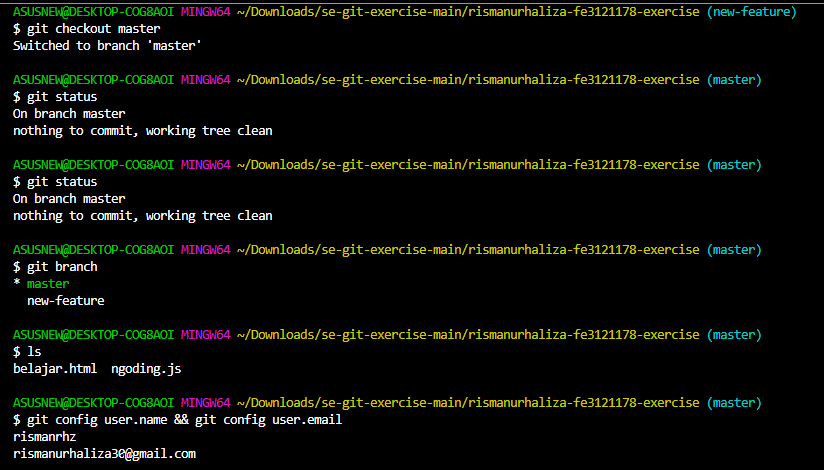 ASUSNEW@DESKTOP-COG8AOI MINGW64 ~/Downloads/se-git-exercise-main/rismanurhaliza-fe3121178-exercise (new-feature)
$ git checkout master
Switched to branch 'master'
ASUSNEW@DESKTOP-COG8AOI MINGW64 ~/Downloads/se-git-exercise-main/rismanurhaliza-fe3121178-exercise (master)
$ git status
On branch master
nothing to commit, working tree clean
ASUSNEW@DESKTOP-COG8AOI MINGW64 ~/Downloads/se-git-exercise-main/rismanurhaliza-fe3121178-exercise (master)
$ git status
On branch master
nothing to commit, working tree clean
ASUSNEW@DESKTOP-COG8AOI MINGW64 ~/Downloads/se-git-exercise-main/rismanurhaliza-fe3121178-exercise (master)
$ git branch
* master
  new-feature
ASUSNEW@DESKTOP-COG8AOI MINGW64 ~/Downloads/se-git-exercise-main/rismanurhaliza-fe3121178-exercise (master)
$ ls
belajar.html  ngoding.js
ASUSNEW@DESKTOP-COG8AOI MINGW64 ~/Downloads/se-git-exercise-main/rismanurhaliza-fe3121178-exercise (master)
$ git config user.name && git config user.email
rismanrhz
rismanurhaliza30@gmail.com